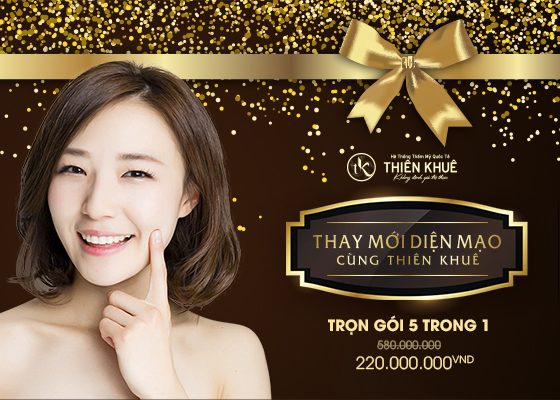 Hệ Thống Thẩm Mỹ Quốc Tế
THIÊN KHUÊ
THAY MỚI DIỆN MẠO
CÙNG THIÊN KHUÊ
TRỌN GÓI 5 TRONG 1
580.000.000
220.000.000VND